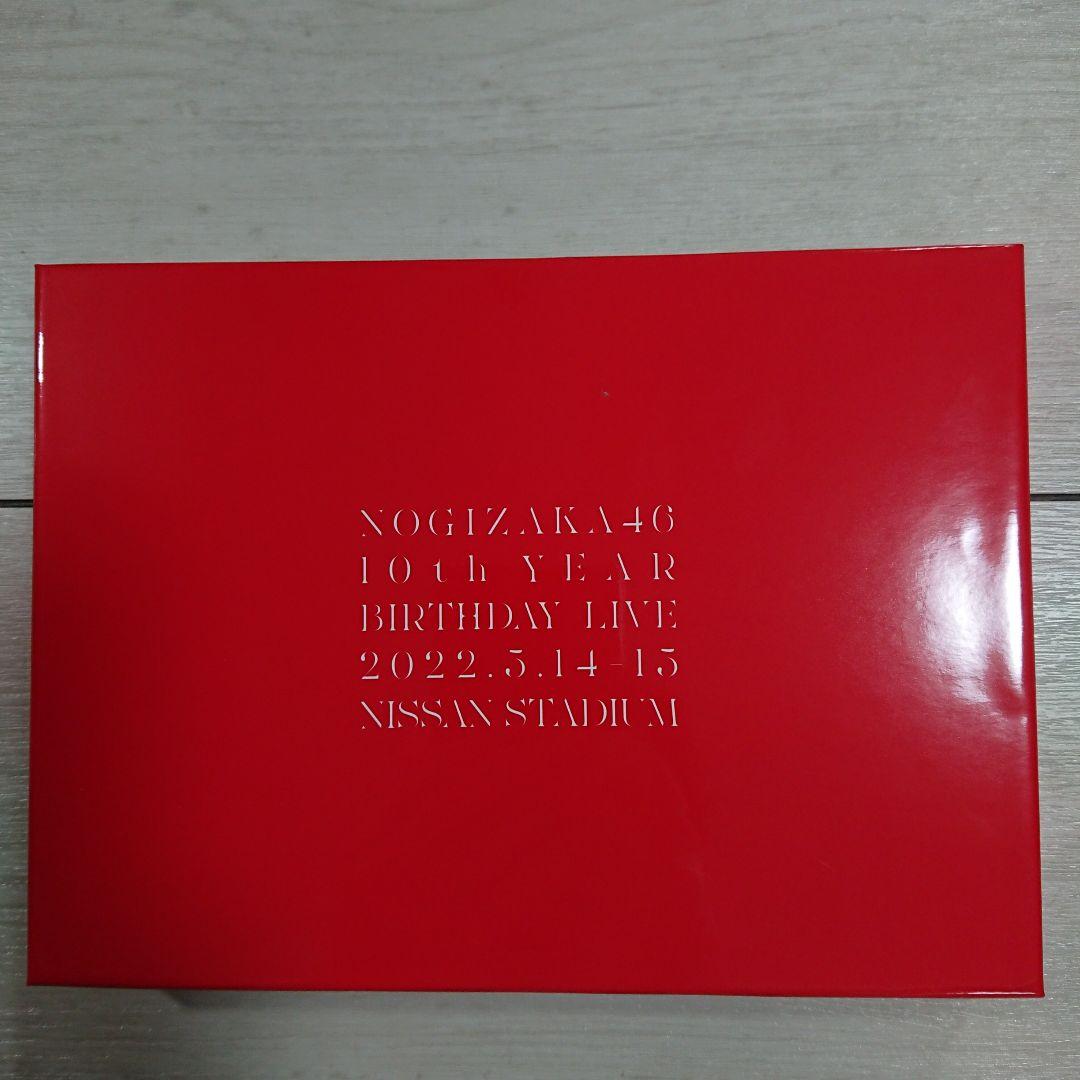 NOGIZAKA46
10th YEAR
BIRTHDAY LIVE
2022.5.14-15
NISSAN STADIUM